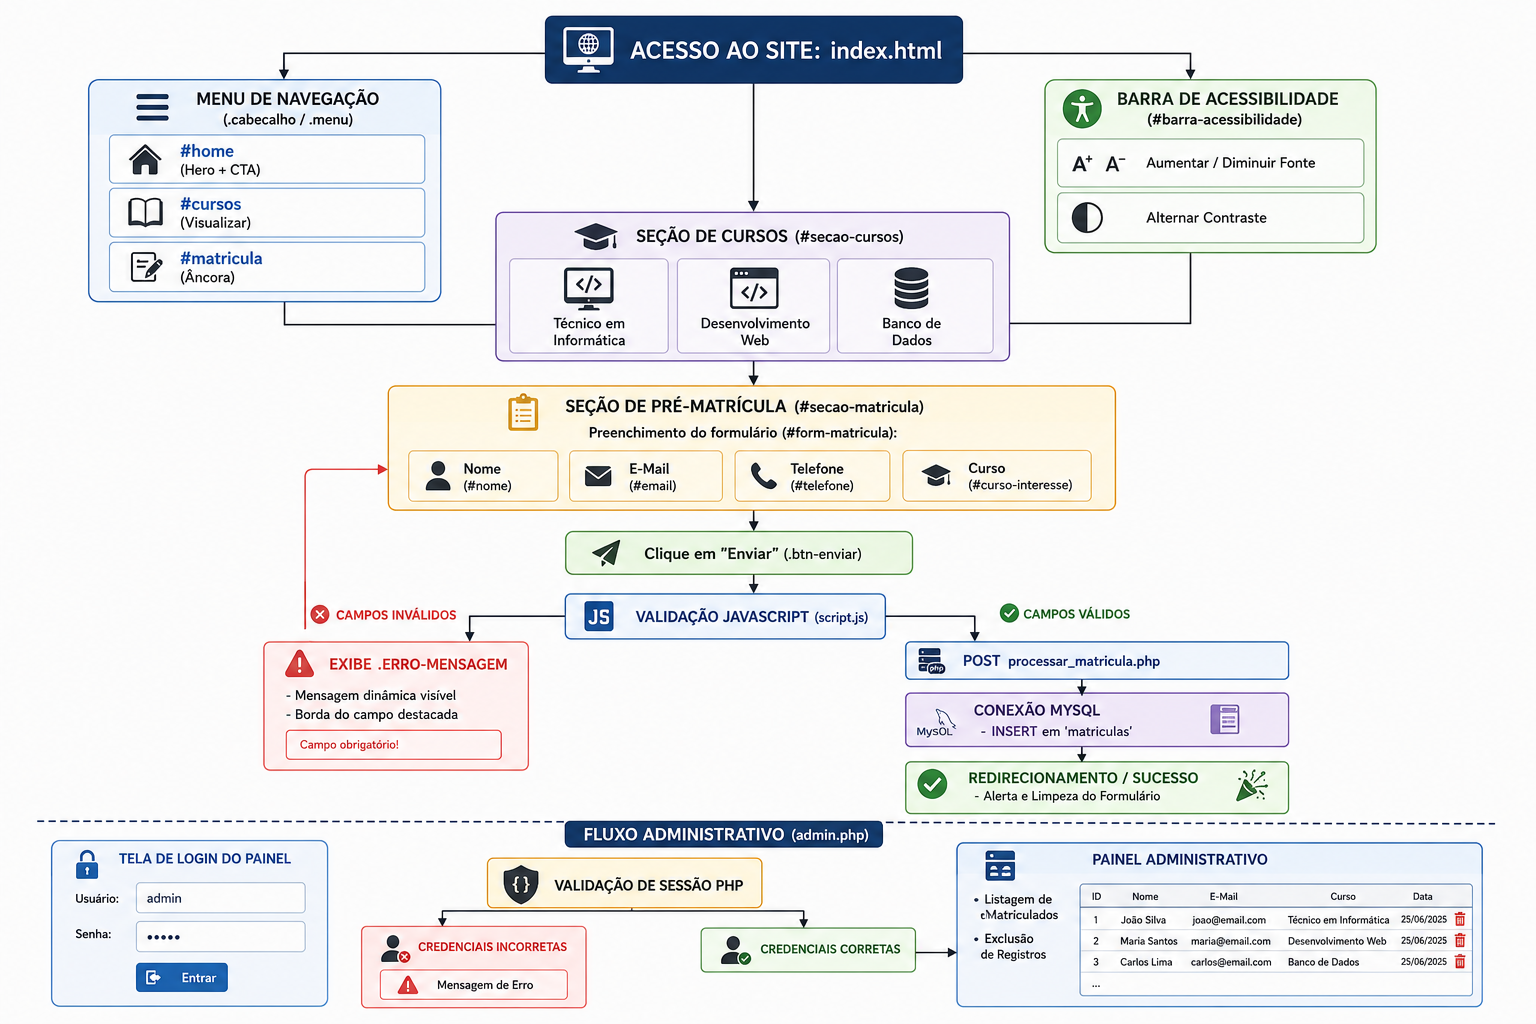 ACESSO AO SITE: index.html
MENU DE NAVEGAÇÃO
(.cabecalho / .menu)
#home
(Hero + CTA)
#cursos
(Visualizar)
#matricula
(Âncora)
BARRA DE ACESSIBILIDADE
(#barra-acessibilidade)
A+ A− Aumentar / Diminuir Fonte
Alternar Contraste
SEÇÃO DE CURSOS (#secao-cursos)
Técnico em
Informática
Desenvolvimento
Web
Banco de
Dados
SEÇÃO DE PRÉ-MATRÍCULA (#secao-matricula)
Preenchimento do formulário (#form-matricula):
Nome
(#nome)
E-Mail
(#email)
Telefone
(#telefone)
Curso
(#curso-interesse)
Clique em "Enviar" (.btn-enviar)
JS VALIDAÇÃO JAVASCRIPT (script.js)
CAMPOS INVÁLIDOS
CAMPOS VÁLIDOS
EXIBE .ERRO-MENSAGEM
- Mensagem dinâmica visível
- Borda do campo destacada
Campo obrigatório!
php POST processar_matricula.php
CONEXÃO MYSQL
MySQL - INSERT em 'matriculas'
REDIRECIONAMENTO / SUCESSO
- Alerta e Limpeza do Formulário
FLUXO ADMINISTRATIVO (admin.php)
TELA DE LOGIN DO PAINEL
Usuário: admin
Senha: •••••
Entrar
{} VALIDAÇÃO DE SESSÃO PHP
CREDENCIAIS INCORRETAS
Mensagem de Erro
CREDENCIAIS CORRETAS
PAINEL ADMINISTRATIVO
• Listagem de
Matriculados
• Exclusão
de Registros
ID Nome E-Mail Curso Data
1 João Silva joao@email.com Técnico em Informática 25/06/2025
2 Maria Santos maria@email.com Desenvolvimento Web 25/06/2025
3 Carlos Lima carlos@email.com Banco de Dados 25/06/2025
...